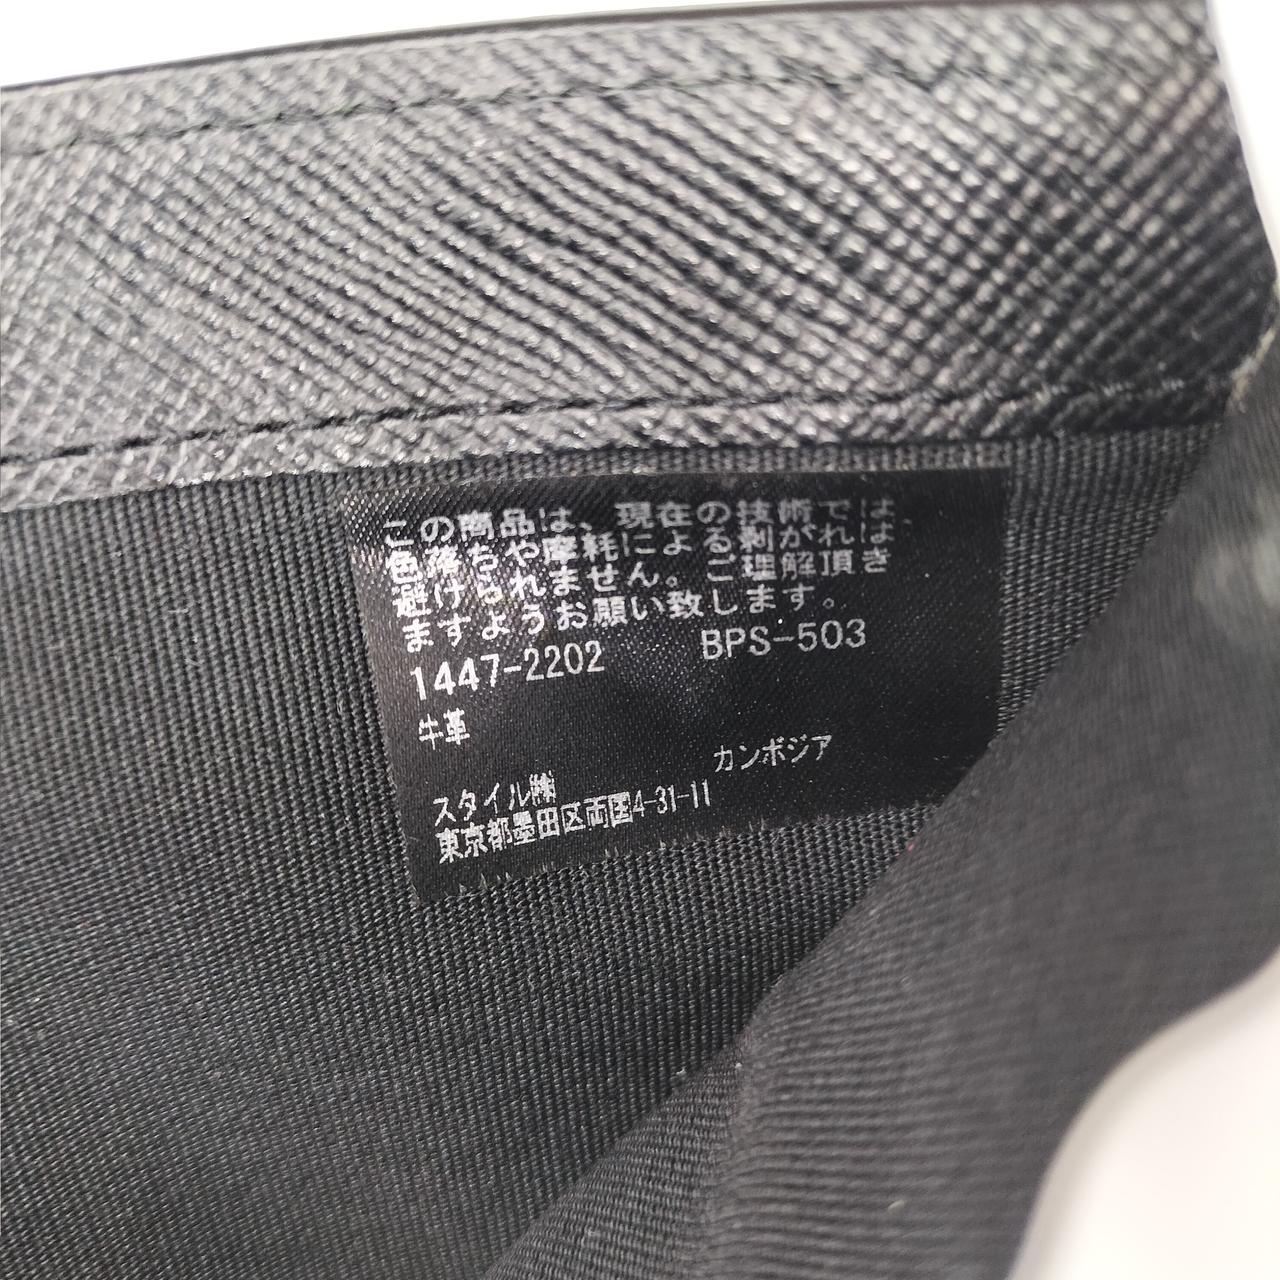 この商品は、現在の技術では、
色落ちや摩耗による剥がれは
避けられません。ご理解頂き
ますようお願い致します。
1447-2202 BPS-503
牛革
カンボジア
スタイル㈱
東京都墨田区両国4-31-11